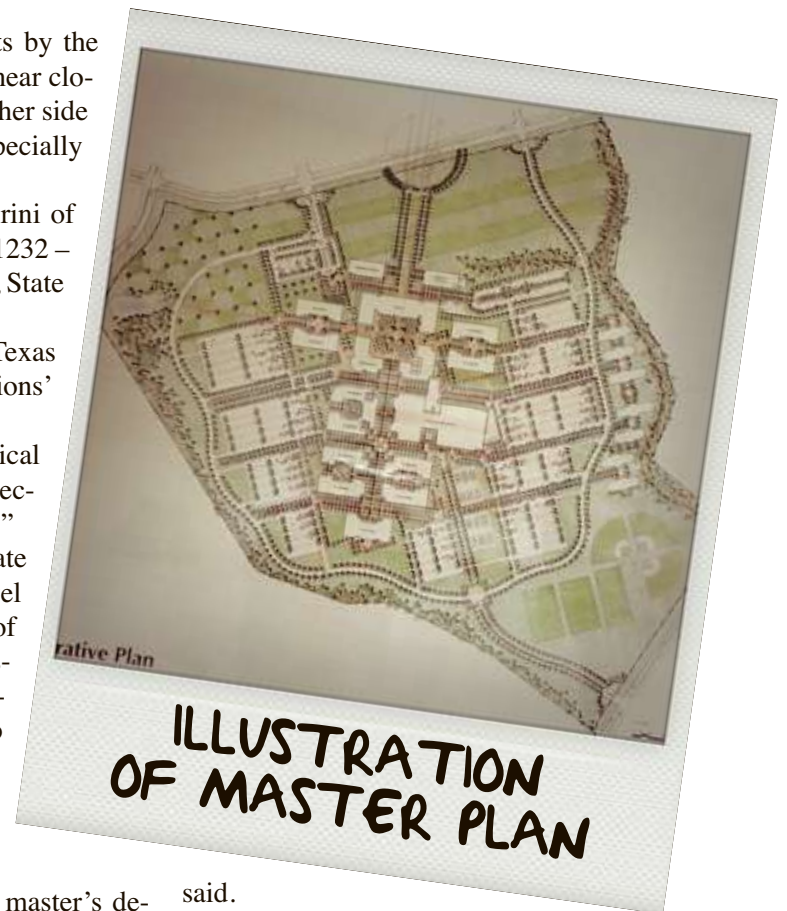 ts by the
near clo-
her side
pecially
rini of
1232 –
, State
Texas
ions’
ical
ec-
”
ate
el
of
-
-
master’s de-
said.
rative Plan
ILLUSTRATION
OF MASTER PLAN